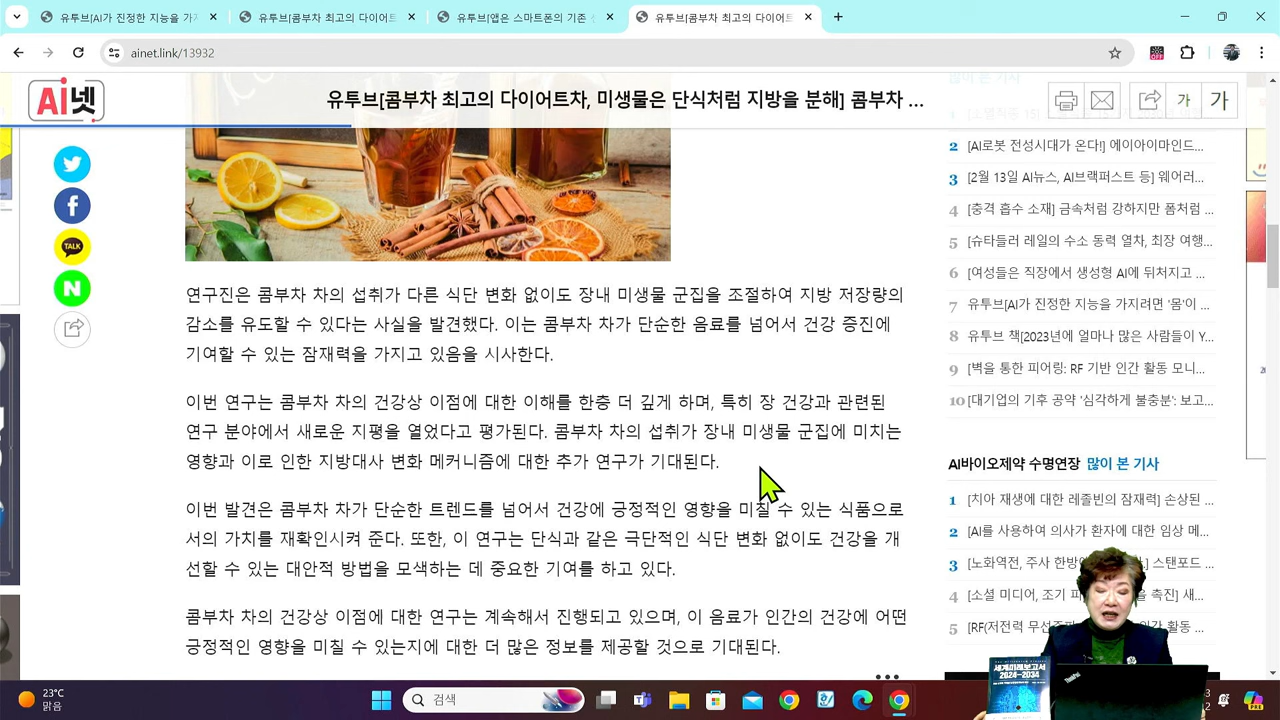 유투브[AI가 진정한 지능을 가지
유투브[콤부차 최고의 다이어트
유투브[앱은 스마트폰의 기존
유투브[콤부차 최고의 다이어트
ainet.link/13932
OFF
Ai넷
유투브[콤부차 최고의 다이어트차, 미생물은 단식처럼 지방을 분해] 콤부차 ...
가
가
많이 본 기사
1
2 [AI로봇 전성시대가 온다!] 에이아이마인드...
3 [2월 13일 AI뉴스, AI브랙퍼스트 등] 웨어러...
4 [충격 흡수 소재] 금속처럼 강하지만 폼처럼 ...
5 [슈타들러 레일의 수소 동력 열차, 최장 여행...
6 [여성들은 직장에서 생성형 AI에 뒤처지고 ...
7 유투브[AI가 진정한 지능을 가지려면 '몸'이 ...
8 유투브 책[2023년에 얼마나 많은 사람들이 Y...
9 [벽을 통한 피어링: RF 기반 인간 활동 모니...
10 [대기업의 기후 공약 '심각하게 불충분': 보고...
TALK
N
연구진은 콤부차 차의 섭취가 다른 식단 변화 없이도 장내 미생물 군집을 조절하여 지방 저장량의
감소를 유도할 수 있다는 사실을 발견했다. 이는 콤부차 차가 단순한 음료를 넘어서 건강 증진에
기여할 수 있는 잠재력을 가지고 있음을 시사한다.
이번 연구는 콤부차 차의 건강상 이점에 대한 이해를 한층 더 깊게 하며, 특히 장 건강과 관련된
연구 분야에서 새로운 지평을 열었다고 평가된다. 콤부차 차의 섭취가 장내 미생물 군집에 미치는
영향과 이로 인한 지방대사 변화 메커니즘에 대한 추가 연구가 기대된다.
이번 발견은 콤부차 차가 단순한 트렌드를 넘어서 건강에 긍정적인 영향을 미칠 수 있는 식품으로
서의 가치를 재확인시켜 준다. 또한, 이 연구는 단식과 같은 극단적인 식단 변화 없이도 건강을 개
선할 수 있는 대안적 방법을 모색하는 데 중요한 기여를 하고 있다.
콤부차 차의 건강상 이점에 대한 연구는 계속해서 진행되고 있으며, 이 음료가 인간의 건강에 어떤
긍정적인 영향을 미칠 수 있는지에 대한 더 많은 정보를 제공할 것으로 기대된다.
AI바이오제약 수명연장 많이 본 기사
1 [치아 재생에 대한 레졸빈의 잠재력] 손상된 ...
2 [AI를 사용하여 의사가 환자에 대한 임상 메...
3 [노화역전, 주사 한방 스탠포드 ...
4 [소셜 미디어, 조기 을 촉진] 새...
5 [RF(저전력 인간 활동 ...
세계미래보고서
2024-2034
ThinkPad
23°C
맑음
검색